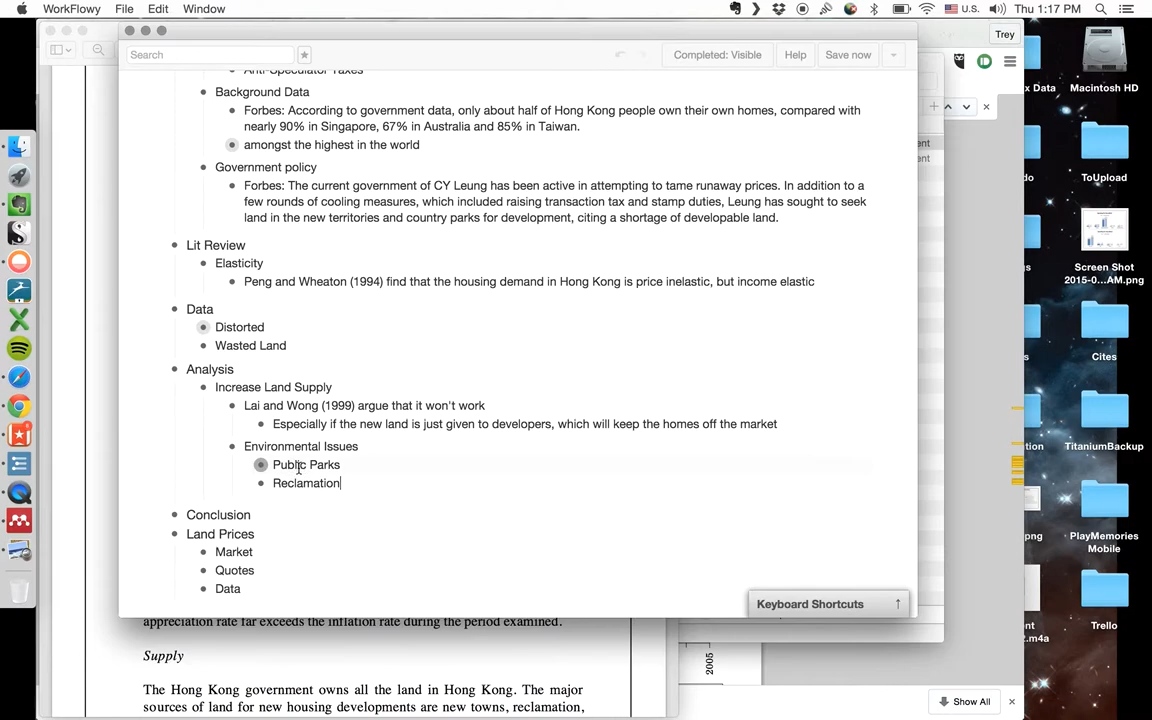 WorkFlowy File Edit Window U.S. Thu 1:17 PM
Trey
Search Completed: Visible Help Save now
Anti-Speculator Taxes
Background Data
Forbes: According to government data, only about half of Hong Kong people own their own homes, compared with
nearly 90% in Singapore, 67% in Australia and 85% in Taiwan.
amongst the highest in the world
Government policy
Forbes: The current government of CY Leung has been active in attempting to tame runaway prices. In addition to a
few rounds of cooling measures, which included raising transaction tax and stamp duties, Leung has sought to seek
land in the new territories and country parks for development, citing a shortage of developable land.
Lit Review
Elasticity
Peng and Wheaton (1994) find that the housing demand in Hong Kong is price inelastic, but income elastic
Data
Distorted
Wasted Land
Analysis
Increase Land Supply
Lai and Wong (1999) argue that it won't work
Especially if the new land is just given to developers, which will keep the homes off the market
Environmental Issues
Public Parks
Reclamation
Conclusion
Land Prices
Market
Quotes
Data
Keyboard Shortcuts
appreciation rate far exceeds the inflation rate during the period examined.
Supply
The Hong Kong government owns all the land in Hong Kong. The major
sources of land for new housing developments are new towns, reclamation,
2005
Show All
Macintosh HD
ToUpload
Screen Shot
2015-0...AM.png
Cites
TitaniumBackup
PlayMemories
Mobile
Trello
x Data
png
m4a